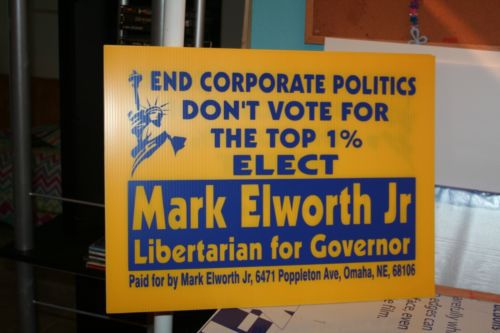 END CORPORATE POLITICS
DON'T VOTE FOR
THE TOP 1%
ELECT
Mark Elworth Jr
Libertarian for Governor
Paid for by Mark Elworth Jr, 6471 Poppleton Ave, Omaha, NE, 68106